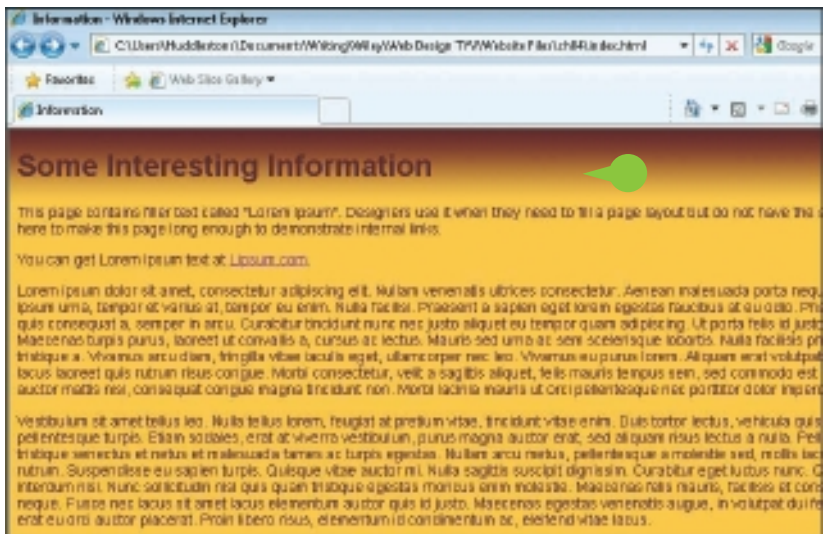 Information - Windows Internet Explorer
Google
Favorites Web Slice Gallery
Information
Some Interesting Information
This page contains filler text called "Lorem Ipsum". Designers use it when they need to fill a page layout but do not have the
here to make this page long enough to demonstrate internal links.
You can get Lorem Ipsum text at Lipsum.com.
Lorem ipsum dolor sit amet, consectetur adipiscing elit. Nullam venenatis ultrices consectetur. Aenean malesuada porta
ipsum urna, tempor et varius at, tempor eu enim. Nulla facilisi. Praesent a sapien eget lorem egestas faucibus at eu odio.
quis consequat a, semper in arcu. Curabitur tincidunt nunc nec justo aliquet eu tempor quam adipiscing. Ut porta felis id justo
Maecenas turpis purus, laoreet ut convallis a, cursus ac lectus. Mauris sed urna ac sem scelerisque lobortis. Nulla facilisis
tristique a. Vivamus arcu diam, fringilla vitae iaculis eget, ullamcorper nec leo. Vivamus eu purus lorem. Aliquam erat volutpat
lacus laoreet quis rutrum risus congue. Morbi consectetur, velit a sagittis aliquet, felis mauris tempus sem, sed commodo est
auctor mattis nisi, consequat congue magna tincidunt non. Morbi lacinia mauris ut orci pellentesque nec porttitor dolor
Vestibulum sit amet tellus leo. Nulla tellus lorem, feugiat at pretium vitae, tincidunt vitae enim. Duis tortor lectus, vehicula quis
pellentesque turpis. Etiam sodales, erat at viverra vestibulum, purus magna auctor erat, sed aliquam risus lectus a nulla.
tristique senectus et netus et malesuada fames ac turpis egestas. Nullam arcu metus, pellentesque a molestie sed, mollis
rutrum. Suspendisse eu sapien turpis. Quisque vitae auctor mi. Nulla sagittis suscipit dignissim. Curabitur eget luctus nunc.
interdum nisi. Nunc sollicitudin nisl quis quam tristique egestas rhoncus enim molestie. Maecenas felis mauris, facilisis et
neque. Fusce nec lacus sit amet lacus elementum auctor quis id justo. Maecenas egestas venenatis augue, in volutpat dui
erat eu orci auctor placerat. Proin libero risus, elementum id condimentum ac, eleifend vitae lacus.